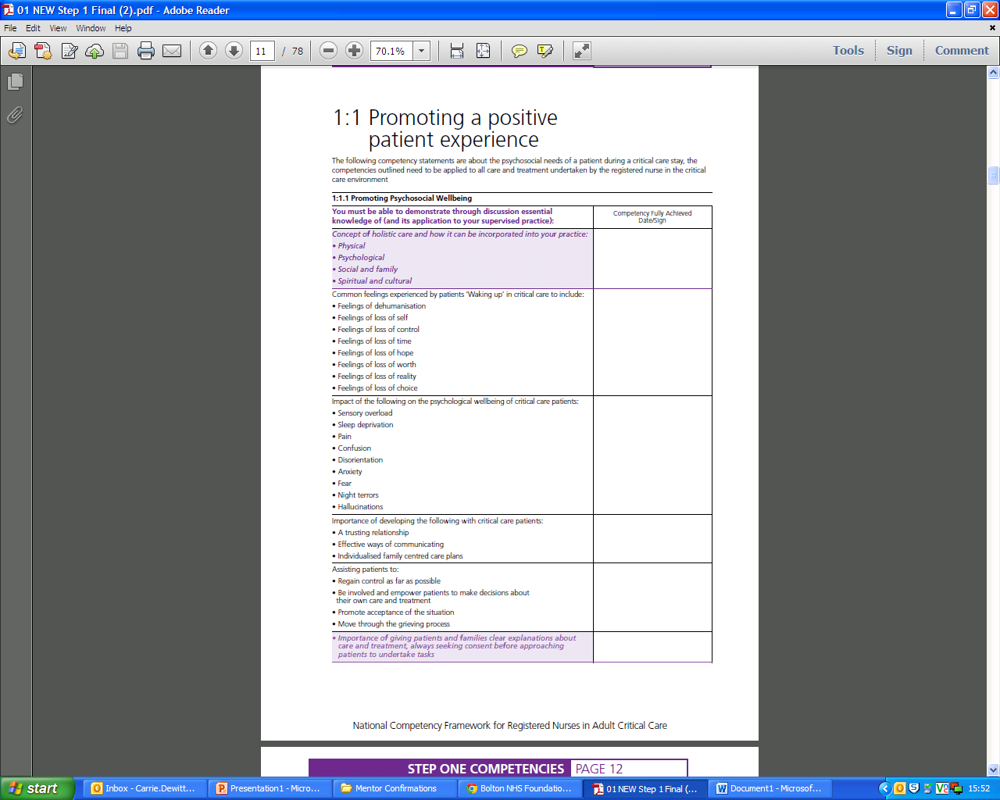 01 NEW Step 1 Final (2).pdf - Adobe Reader
File Edit View Window Help
11 / 78 70.1% Tools Sign Comment
1:1 Promoting a positive
patient experience
The following competency statements are about the psychosocial needs of a patient during a critical care stay, the
competencies outlined need to be applied to all care and treatment undertaken by the registered nurse in the critical
care environment
1:1.1 Promoting Psychosocial Wellbeing
You must be able to demonstrate through discussion essential
knowledge of (and its application to your supervised practice):
Competency Fully Achieved
Date/Sign
Concept of holistic care and how it can be incorporated into your practice:
• Physical
• Psychological
• Social and family
• Spiritual and cultural
Common feelings experienced by patients ‘Waking up’ in critical care to include:
• Feelings of dehumanisation
• Feelings of loss of self
• Feelings of loss of control
• Feelings of loss of time
• Feelings of loss of hope
• Feelings of loss of worth
• Feelings of loss of reality
• Feelings of loss of choice
Impact of the following on the psychological wellbeing of critical care patients:
• Sensory overload
• Sleep deprivation
• Pain
• Confusion
• Disorientation
• Anxiety
• Fear
• Night terrors
• Hallucinations
Importance of developing the following with critical care patients:
• A trusting relationship
• Effective ways of communicating
• Individualised family centred care plans
Assisting patients to:
• Regain control as far as possible
• Be involved and empower patients to make decisions about
their own care and treatment
• Promote acceptance of the situation
• Move through the grieving process
• Importance of giving patients and families clear explanations about
care and treatment, always seeking consent before approaching
patients to undertake tasks
National Competency Framework for Registered Nurses in Adult Critical Care
STEP ONE COMPETENCIES PAGE 12
start Inbox - Carrie.Dewitt... Presentation1 - Micro... Mentor Confirmations Bolton NHS Foundatio... 01 NEW Step 1 Final (... Document1 - Microsof... 15:52